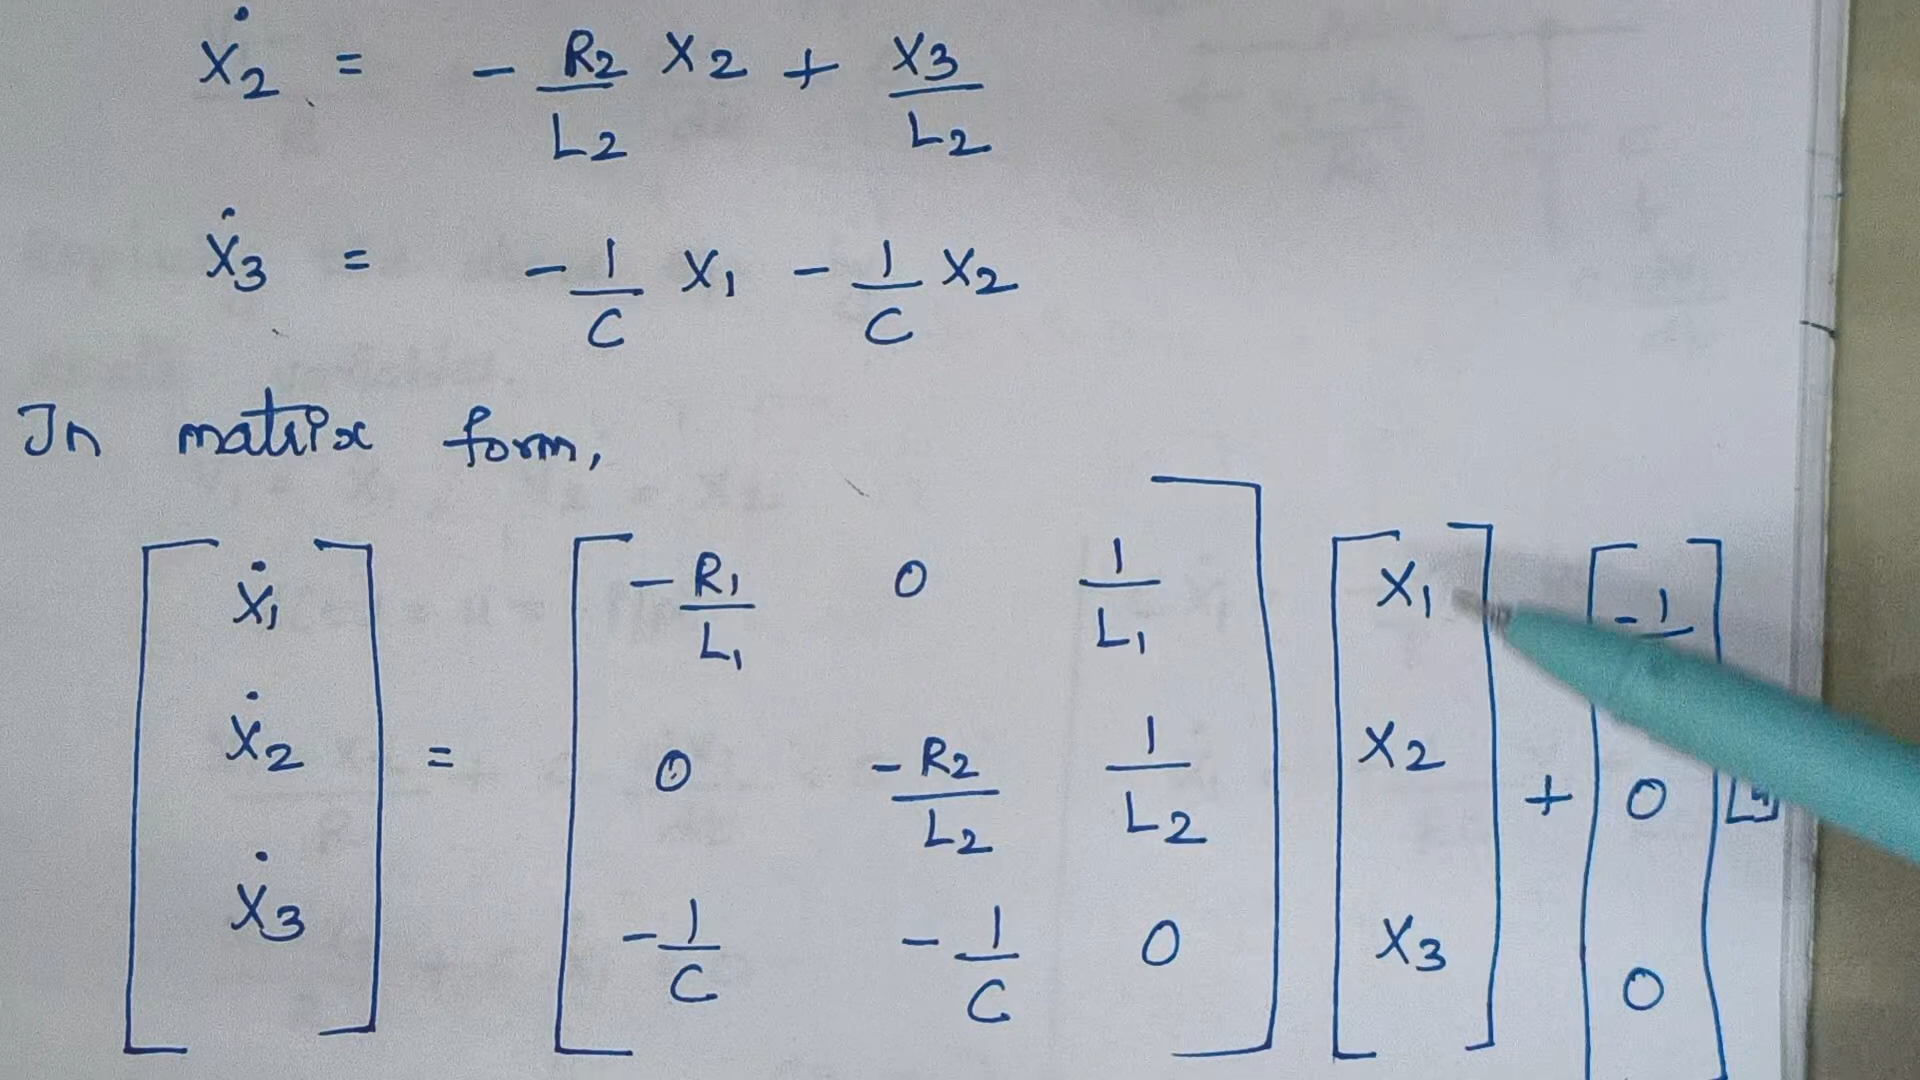 Ẋ2 = - R2/L2 X2 + X3/L2
Ẋ3 = - 1/C X1 - 1/C X2
In matrix form,
[Ẋ1 Ẋ2 Ẋ3] = [-R1/L1 0 1/L1 0 -R2/L2 1/L2 -1/C -1/C 0] [X1 X2 X3] + [-1 0 0]